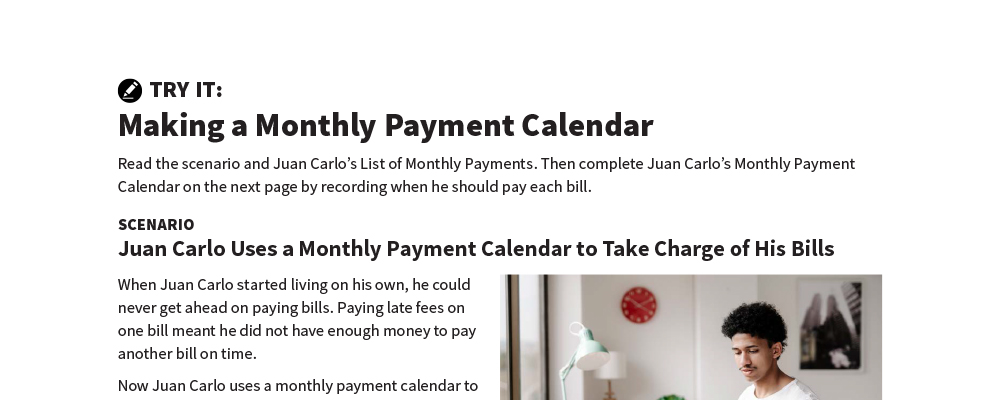 TRY IT:
Making a Monthly Payment Calendar
Read the scenario and Juan Carlo’s List of Monthly Payments. Then complete Juan Carlo’s Monthly Payment
Calendar on the next page by recording when he should pay each bill.
SCENARIO
Juan Carlo Uses a Monthly Payment Calendar to Take Charge of His Bills
When Juan Carlo started living on his own, he could
never get ahead on paying bills. Paying late fees on
one bill meant he did not have enough money to pay
another bill on time.
Now Juan Carlo uses a monthly payment calendar to